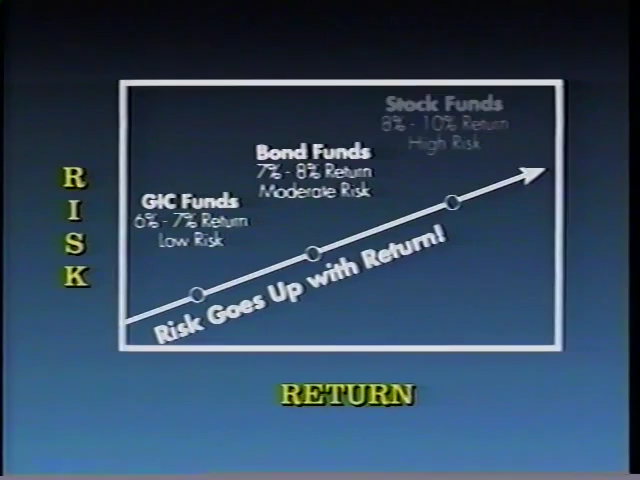 Stock Funds
8% - 10% Return
High Risk
Bond Funds
7% - 8% Return
Moderate Risk
GIC Funds
6% - 7% Return
Low Risk
Risk Goes Up with Return!
RISK
RETURN